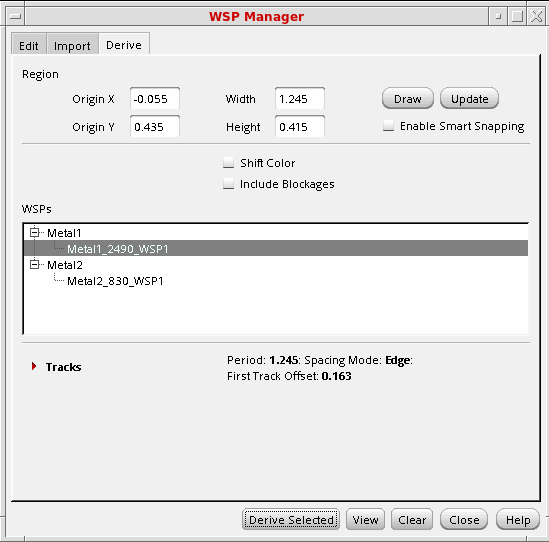 WSP Manager
Edit Import Derive
Region
Origin X -0.055 Width 1.245 Draw Update
Origin Y 0.435 Height 0.415 Enable Smart Snapping
Shift Color
Include Blockages
WSPs
Metal1
Metal1_2490_WSP1
Metal2
Metal2_830_WSP1
Tracks
Period: 1.245: Spacing Mode: Edge:
First Track Offset: 0.163
Derive Selected View Clear Close Help